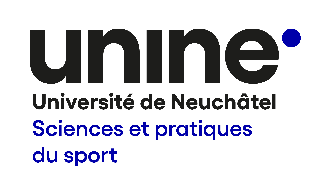 unine
Université de Neuchâtel
Sciences et pratiques
du sport